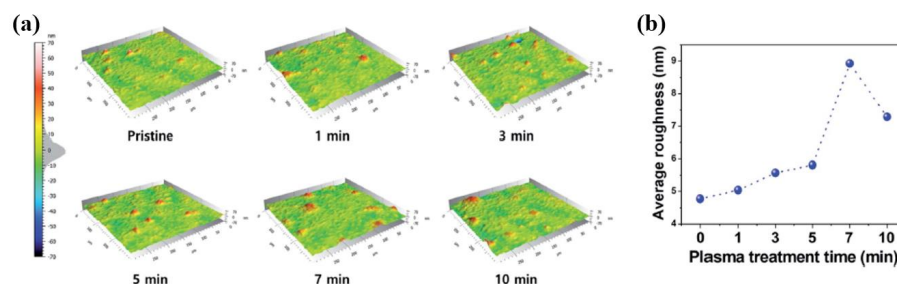 (a)
nm
70
60
50
40
30
20
10
0
-10
-20
-30
-40
-50
-60
-70
Pristine
1 min
3 min
5 min
7 min
10 min
(b)
Average roughness (nm)
9
8
7
6
5
4
0 1 3 5 7 10
Plasma treatment time (min)